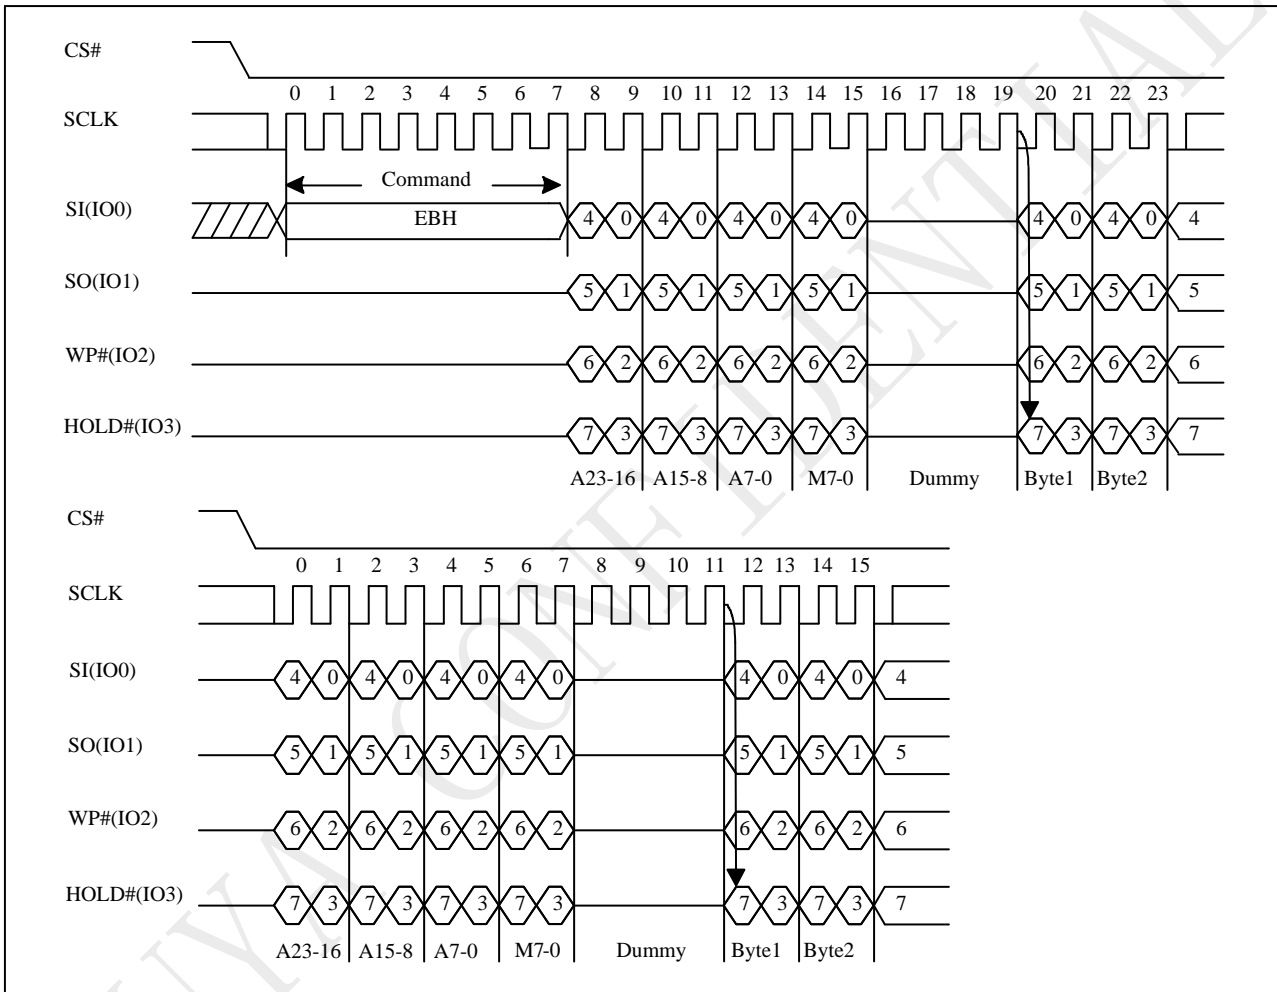 CS#
0 1 2 3 4 5 6 7 8 9 10 11 12 13 14 15 16 17 18 19 20 21 22 23
SCLK
Command
SI(IO0) EBH 4 0 4 0 4 0 4 0 4 0 4 0 4
SO(IO1) 5 1 5 1 5 1 5 1 5 1 5 1 5
WP#(IO2) 6 2 6 2 6 2 6 2 6 2 6 2 6
HOLD#(IO3) 7 3 7 3 7 3 7 3 7 3 7 3 7
A23-16 A15-8 A7-0 M7-0 Dummy Byte1 Byte2
CS#
0 1 2 3 4 5 6 7 8 9 10 11 12 13 14 15
SCLK
SI(IO0) 4 0 4 0 4 0 4 0 4 0 4 0 4
SO(IO1) 5 1 5 1 5 1 5 1 5 1 5 1 5
WP#(IO2) 6 2 6 2 6 2 6 2 6 2 6 2 6
HOLD#(IO3) 7 3 7 3 7 3 7 3 7 3 7 3 7
A23-16 A15-8 A7-0 M7-0 Dummy Byte1 Byte2
UYA CONFIDENTIAL